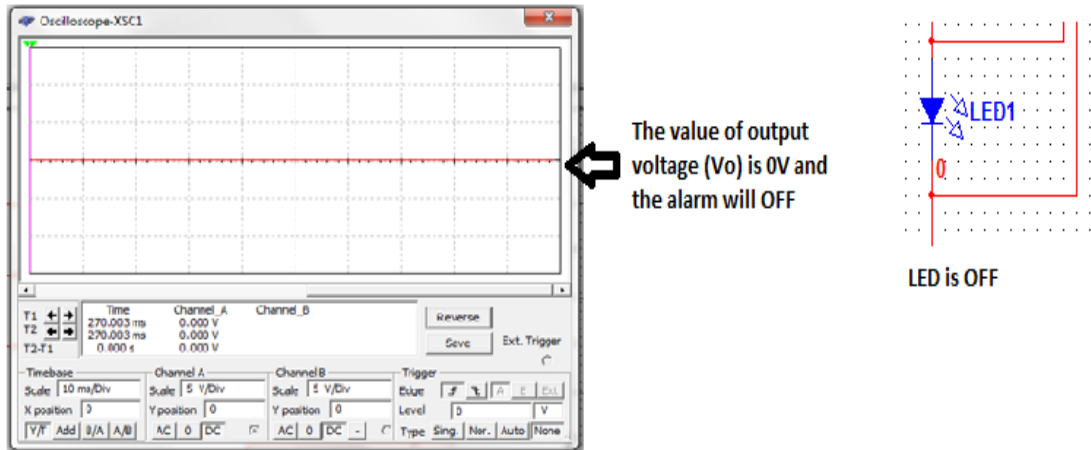 Oscilloscope-XSC1
The value of output
voltage (Vo) is 0V and
the alarm will OFF
LED1
0
LED is OFF
Time Channel_A Channel_B
T1 270.003 ms 0.000 V
T2 270.003 ms 0.000 V
T2-T1 0.000 s 0.000 V
Reverse
Save
Ext. Trigger
Timebase
Scale 10 ms/Div
X position 0
Y/T Add B/A A/B
Channel A
Scale 5 V/Div
Y position 0
AC 0 DC
Channel B
Scale 5 V/Div
Y position 0
AC 0 DC -
Trigger
Edge A B Ext
Level 0 V
Type Sing. Nor. Auto None